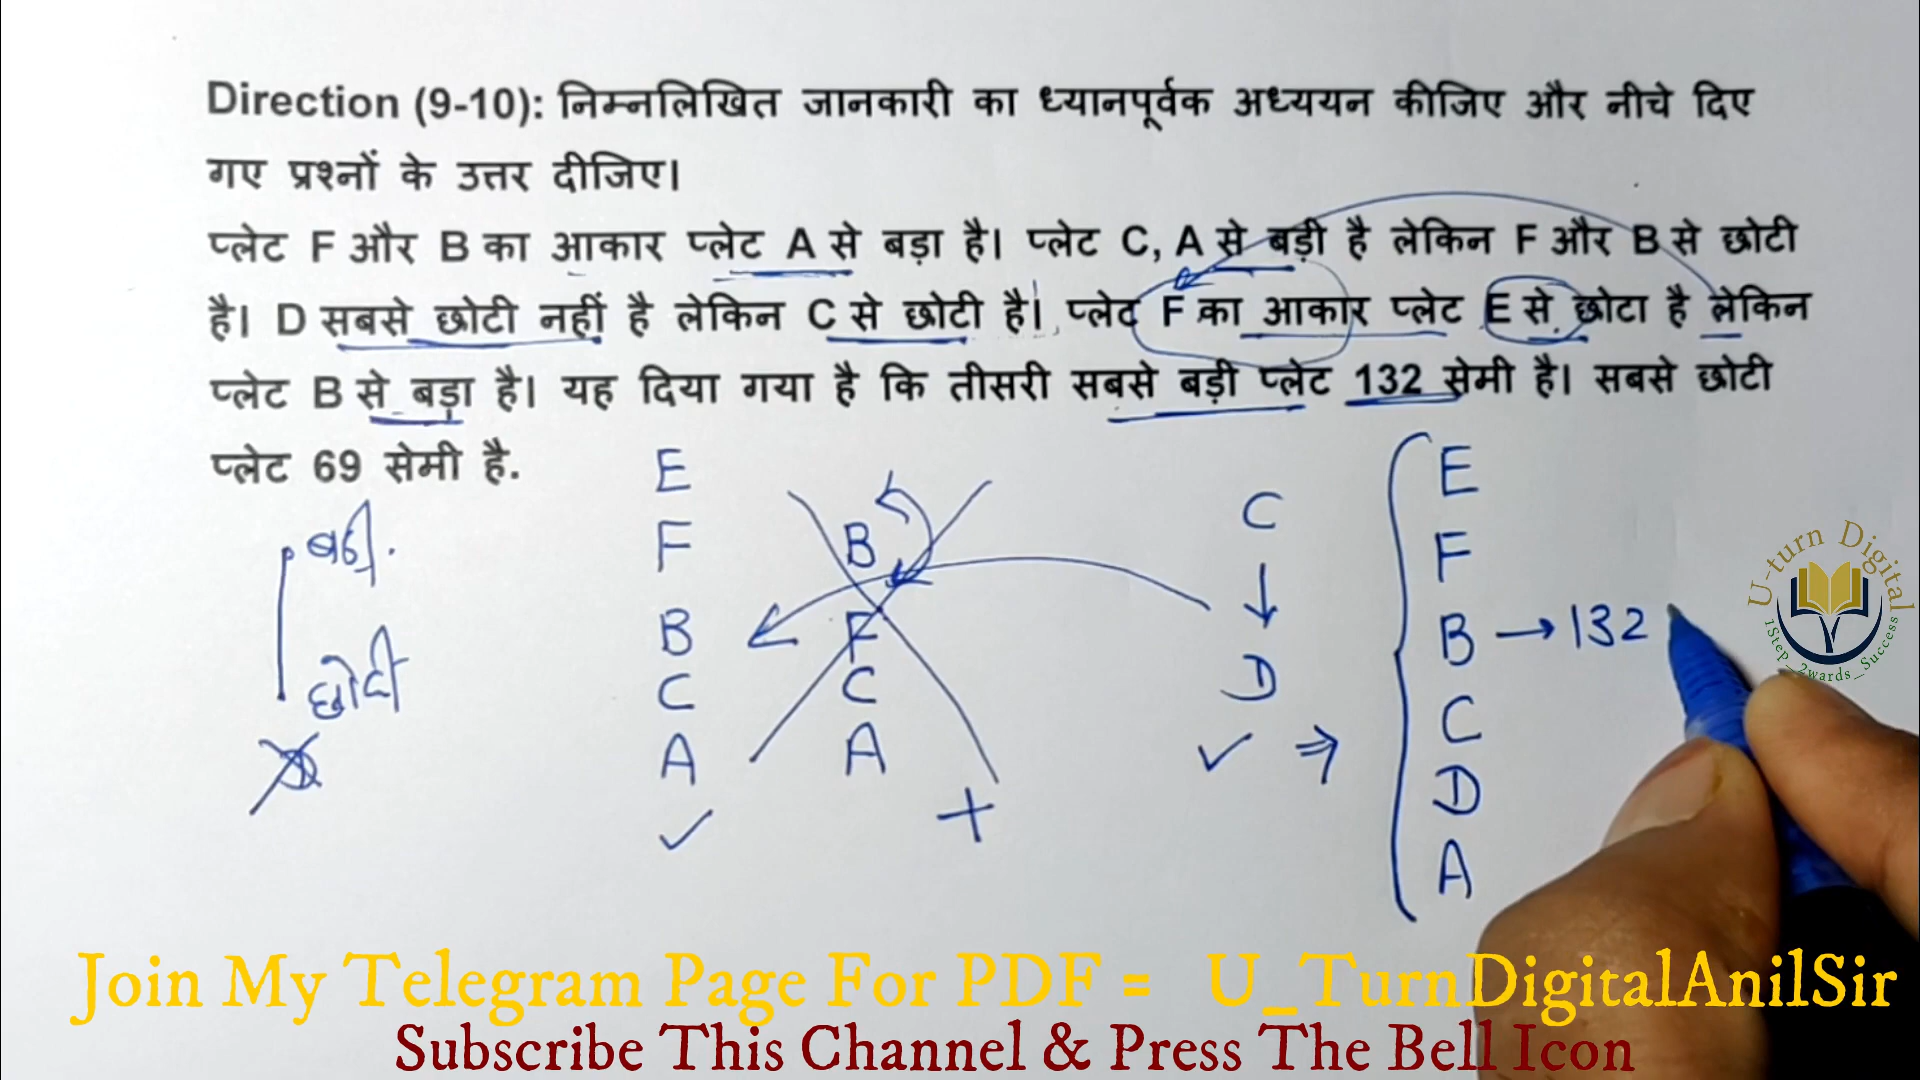 Direction (9-10): निम्नलिखित जानकारी का ध्यानपूर्वक अध्ययन कीजिए और नीचे दिए
गए प्रश्नों के उत्तर दीजिए।
प्लेट F और B का आकार प्लेट A से बड़ा है। प्लेट C, A से बड़ी है लेकिन F और B से छोटी
है। D सबसे छोटी नहीं है लेकिन C से छोटी है। प्लेट F का आकार प्लेट E से छोटा है लेकिन
प्लेट B से बड़ा है। यह दिया गया है कि तीसरी सबसे बड़ी प्लेट 132 सेमी है। सबसे छोटी
प्लेट 69 सेमी है.
बड़ी.
छोटी
E
F
B
C
A
B
F
C
A
C
D
E
F
B → 132
C
D
A
U-turn Digital
1Step_2wards_Success
Join My Telegram Page For PDF = U_TurnDigitalAnilSir
Subscribe This Channel & Press The Bell Icon